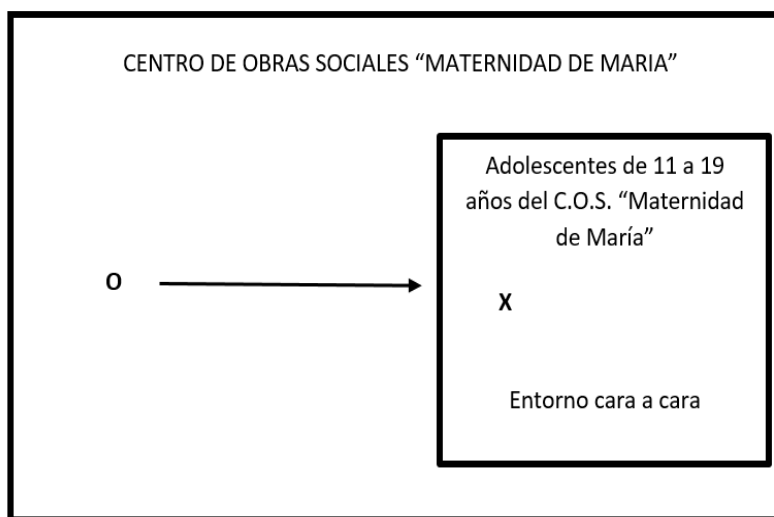 CENTRO DE OBRAS SOCIALES “MATERNIDAD DE MARIA”
Adolescentes de 11 a 19
años del C.O.S. “Maternidad
de María”
O
X
Entorno cara a cara